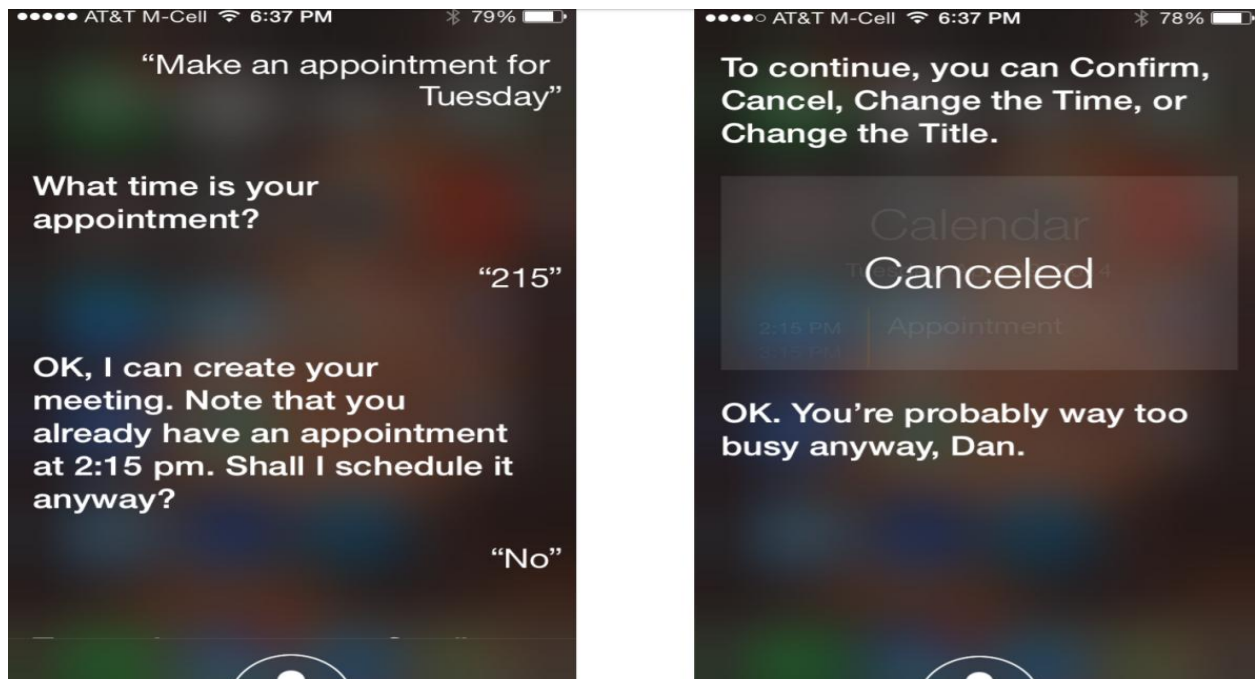 AT&T M-Cell 6:37 PM 79%
“Make an appointment for
Tuesday”
What time is your
appointment?
“215”
OK, I can create your
meeting. Note that you
already have an appointment
at 2:15 pm. Shall I schedule it
anyway?
“No”
AT&T M-Cell 6:37 PM 78%
To continue, you can Confirm,
Cancel, Change the Time, or
Change the Title.
Calendar
Canceled
2:15 PM Appointment
3:15 PM
OK. You’re probably way too
busy anyway, Dan.